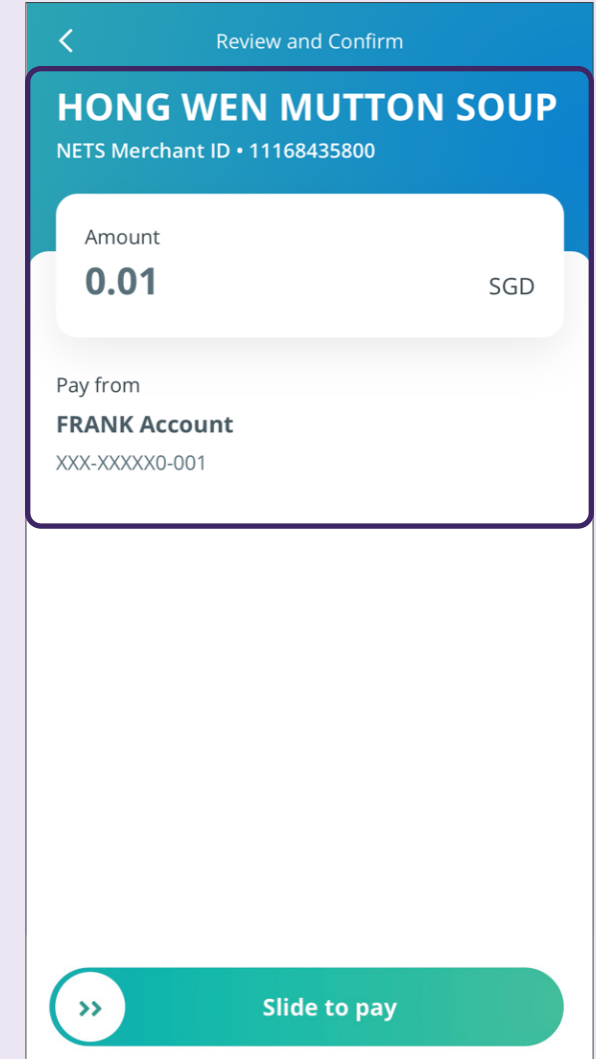 Review and Confirm
HONG WEN MUTTON SOUP
NETS Merchant ID • 11168435800
Amount
0.01 SGD
Pay from
FRANK Account
XXX-XXXXX0-001
Slide to pay